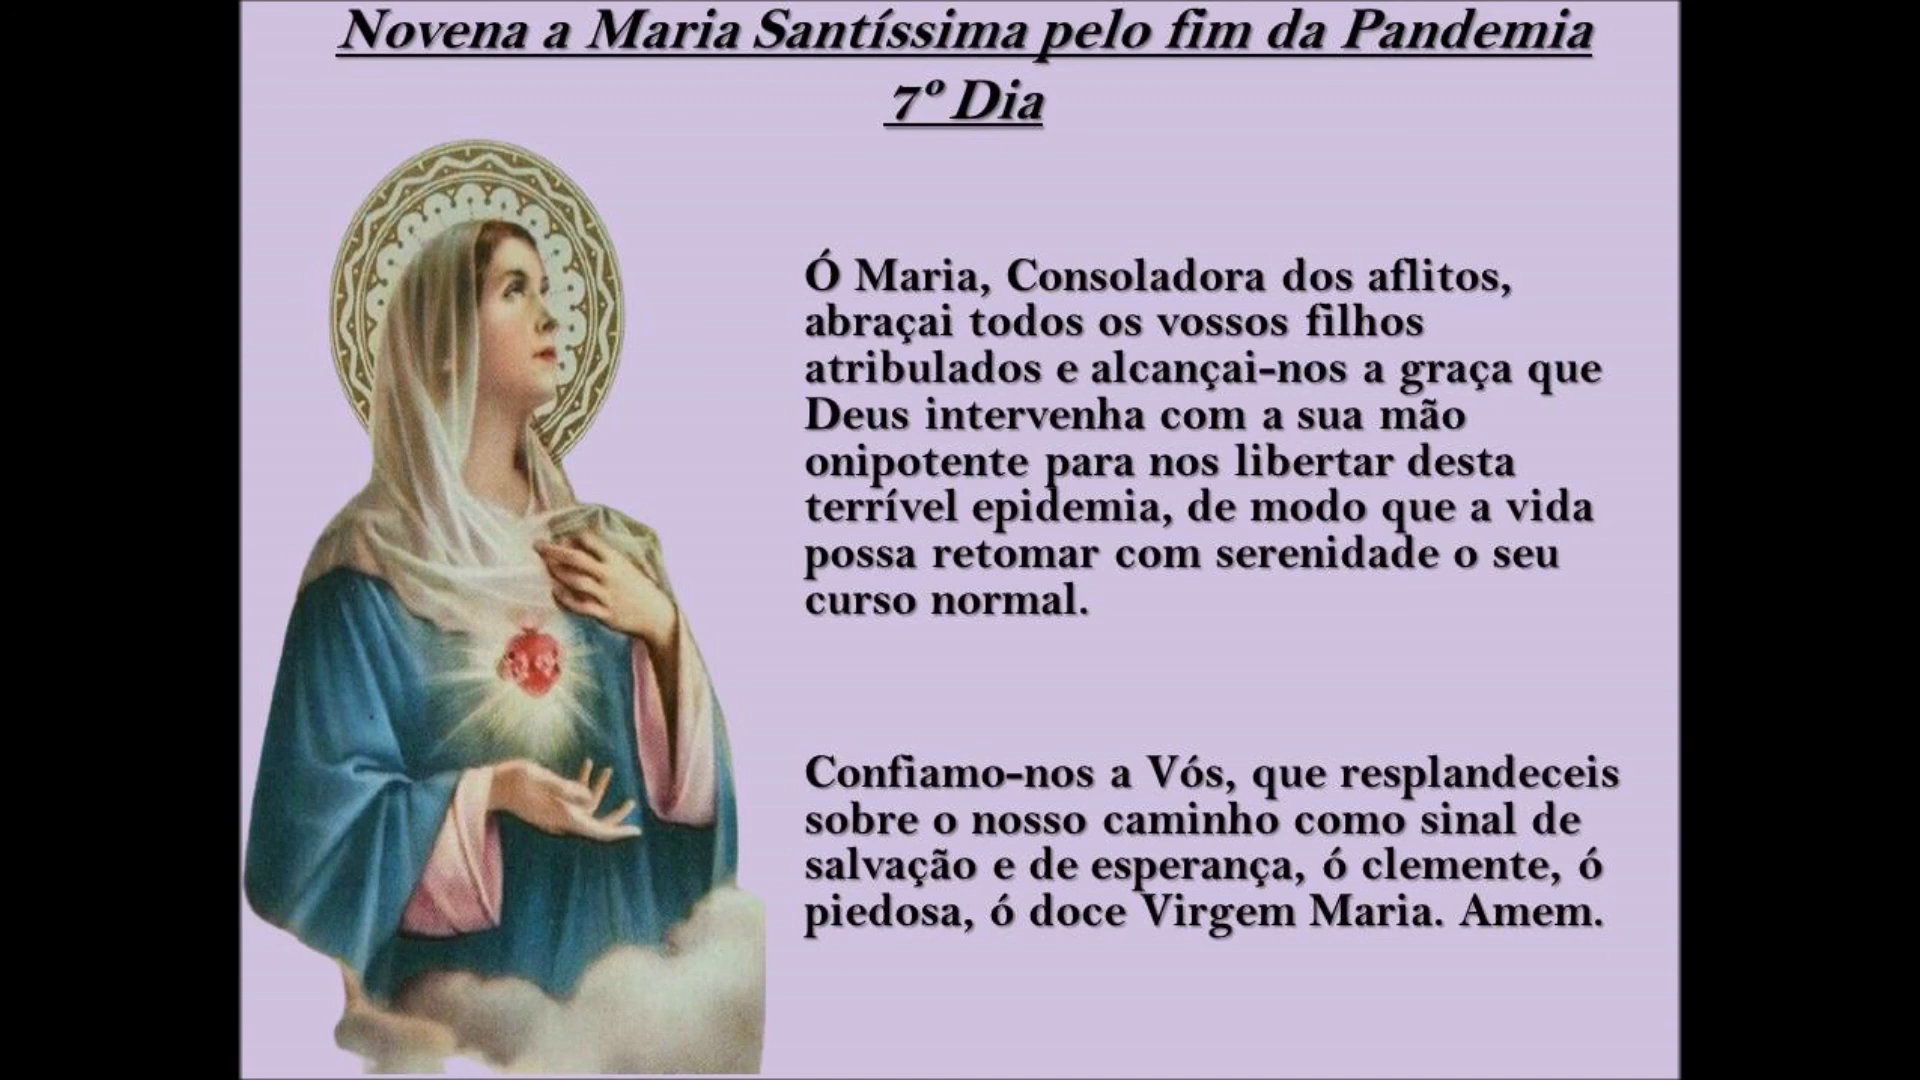 Novena a Maria Santíssima pelo fim da Pandemia
7º Dia
Ó Maria, Consoladora dos aflitos,
abraçai todos os vossos filhos
atribulados e alcançai-nos a graça que
Deus intervenha com a sua mão
onipotente para nos libertar desta
terrível epidemia, de modo que a vida
possa retomar com serenidade o seu
curso normal.
Confiamo-nos a Vós, que resplandeceis
sobre o nosso caminho como sinal de
salvação e de esperança, ó clemente, ó
piedosa, ó doce Virgem Maria. Amem.